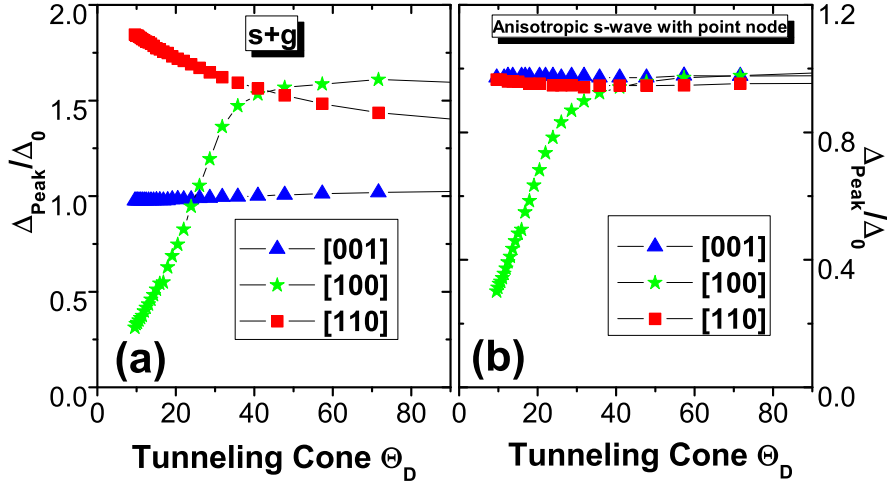 s+g
Anisotropic s-wave with point node
2.0
1.5
1.0
0.5
0.0
Δ_Peak/Δ_0
[001]
[100]
[110]
(a)
0 20 40 60 80
Tunneling Cone Θ_D
1.2
0.8
0.4
0.0
Δ_Peak/Δ_0
[001]
[100]
[110]
(b)
0 20 40 60 80
Tunneling Cone Θ_D